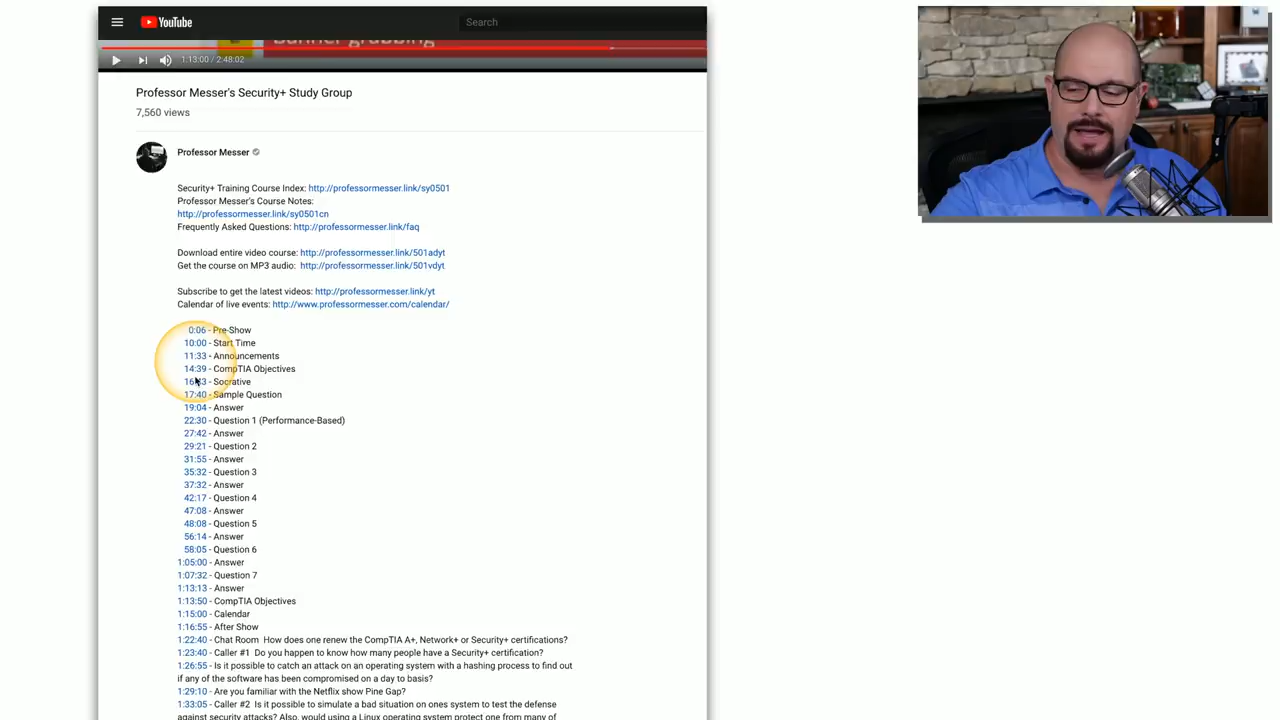 YouTube
Search
Banner grabbing
1:13:00 / 2:48:02
Professor Messer's Security+ Study Group
7,560 views
Professor Messer
Security+ Training Course Index: http://professormesser.link/sy0501
Professor Messer's Course Notes:
http://professormesser.link/sy0501cn
Frequently Asked Questions: http://professormesser.link/faq
Download entire video course: http://professormesser.link/501adyt
Get the course on MP3 audio: http://professormesser.link/501vdyt
Subscribe to get the latest videos: http://professormesser.link/yt
Calendar of live events: http://www.professormesser.com/calendar/
0:06 - Pre-Show
10:00 - Start Time
11:33 - Announcements
14:39 - CompTIA Objectives
- Socrative
17:40 - Sample Question
19:04 - Answer
22:30 - Question 1 (Performance-Based)
27:42 - Answer
29:21 - Question 2
31:55 - Answer
35:32 - Question 3
37:32 - Answer
42:17 - Question 4
47:08 - Answer
48:08 - Question 5
56:14 - Answer
58:05 - Question 6
1:05:00 - Answer
1:07:32 - Question 7
1:13:13 - Answer
1:13:50 - CompTIA Objectives
1:15:00 - Calendar
1:16:55 - After Show
1:22:40 - Chat Room How does one renew the CompTIA A+, Network+ or Security+ certifications?
1:23:40 - Caller #1 Do you happen to know how many people have a Security+ certification?
1:26:55 - Is it possible to catch an attack on an operating system with a hashing process to find out
if any of the software has been compromised on a day to basis?
1:29:10 - Are you familiar with the Netflix show Pine Gap?
1:33:05 - Caller #2 Is it possible to simulate a bad situation on ones system to test the defense
against security attacks? Also, would using a Linux operating system protect one from many of